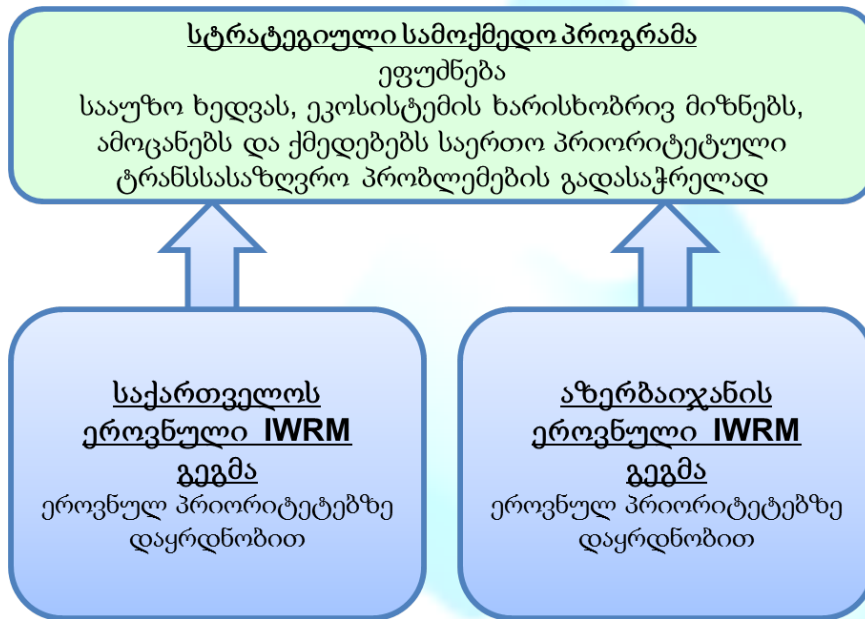 სტრატეგიული სამოქმედო პროგრამა
ეფუძნება
სააუზო ხედვას, ეკოსისტემის ხარისხობრივ მიზნებს,
ამოცანებს და ქმედებებს საერთო პრიორიტეტული
ტრანსსასაზღვრო პრობლემების გადასაჭრელად
საქართველოს
ეროვნული IWRM
გეგმა
ეროვნულ პრიორიტეტებზე
დაყრდნობით
აზერბაიჯანის
ეროვნული IWRM
გეგმა
ეროვნულ პრიორიტეტებზე
დაყრდნობით